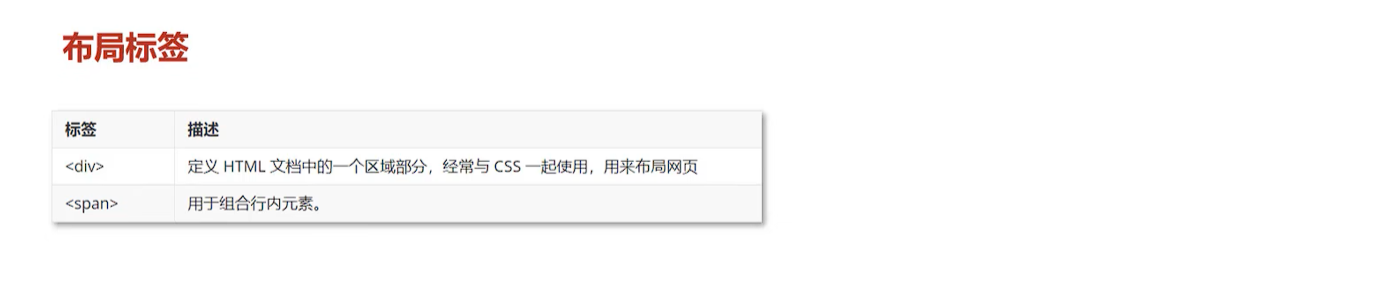 布局标签
标签 描述
<div> 定义 HTML 文档中的一个区域部分，经常与 CSS 一起使用，用来布局网页
<span> 用于组合行内元素。